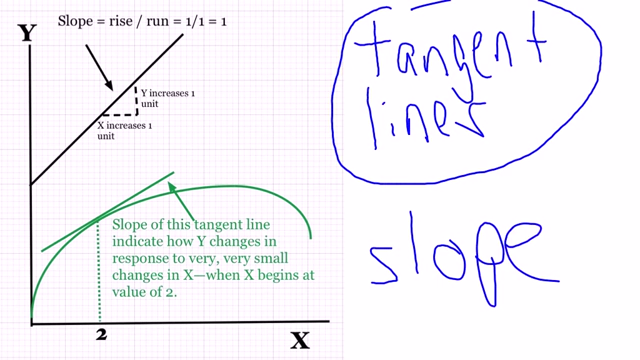 Slope = rise / run = 1/1 = 1
Y
Y increases 1
unit
X increases 1
unit
Slope of this tangent line
indicate how Y changes in
response to very, very small
changes in X—when X begins at
value of 2.
2
X
tangent
lines
slope